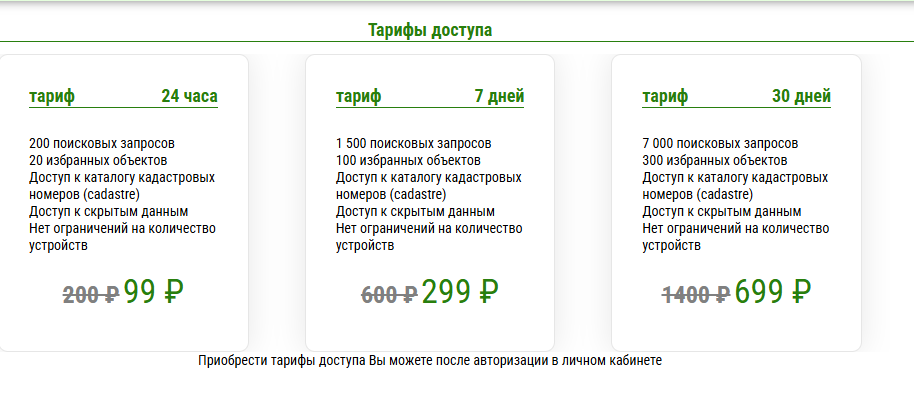 Тарифы доступа
тариф 24 часа
200 поисковых запросов
20 избранных объектов
Доступ к каталогу кадастровых
номеров (cadastre)
Доступ к скрытым данным
Нет ограничений на количество
устройств
200 ₽ 99 ₽
тариф 7 дней
1 500 поисковых запросов
100 избранных объектов
Доступ к каталогу кадастровых
номеров (cadastre)
Доступ к скрытым данным
Нет ограничений на количество
устройств
600 ₽ 299 ₽
тариф 30 дней
7 000 поисковых запросов
300 избранных объектов
Доступ к каталогу кадастровых
номеров (cadastre)
Доступ к скрытым данным
Нет ограничений на количество
устройств
1400 ₽ 699 ₽
Приобрести тарифы доступа Вы можете после авторизации в личном кабинете